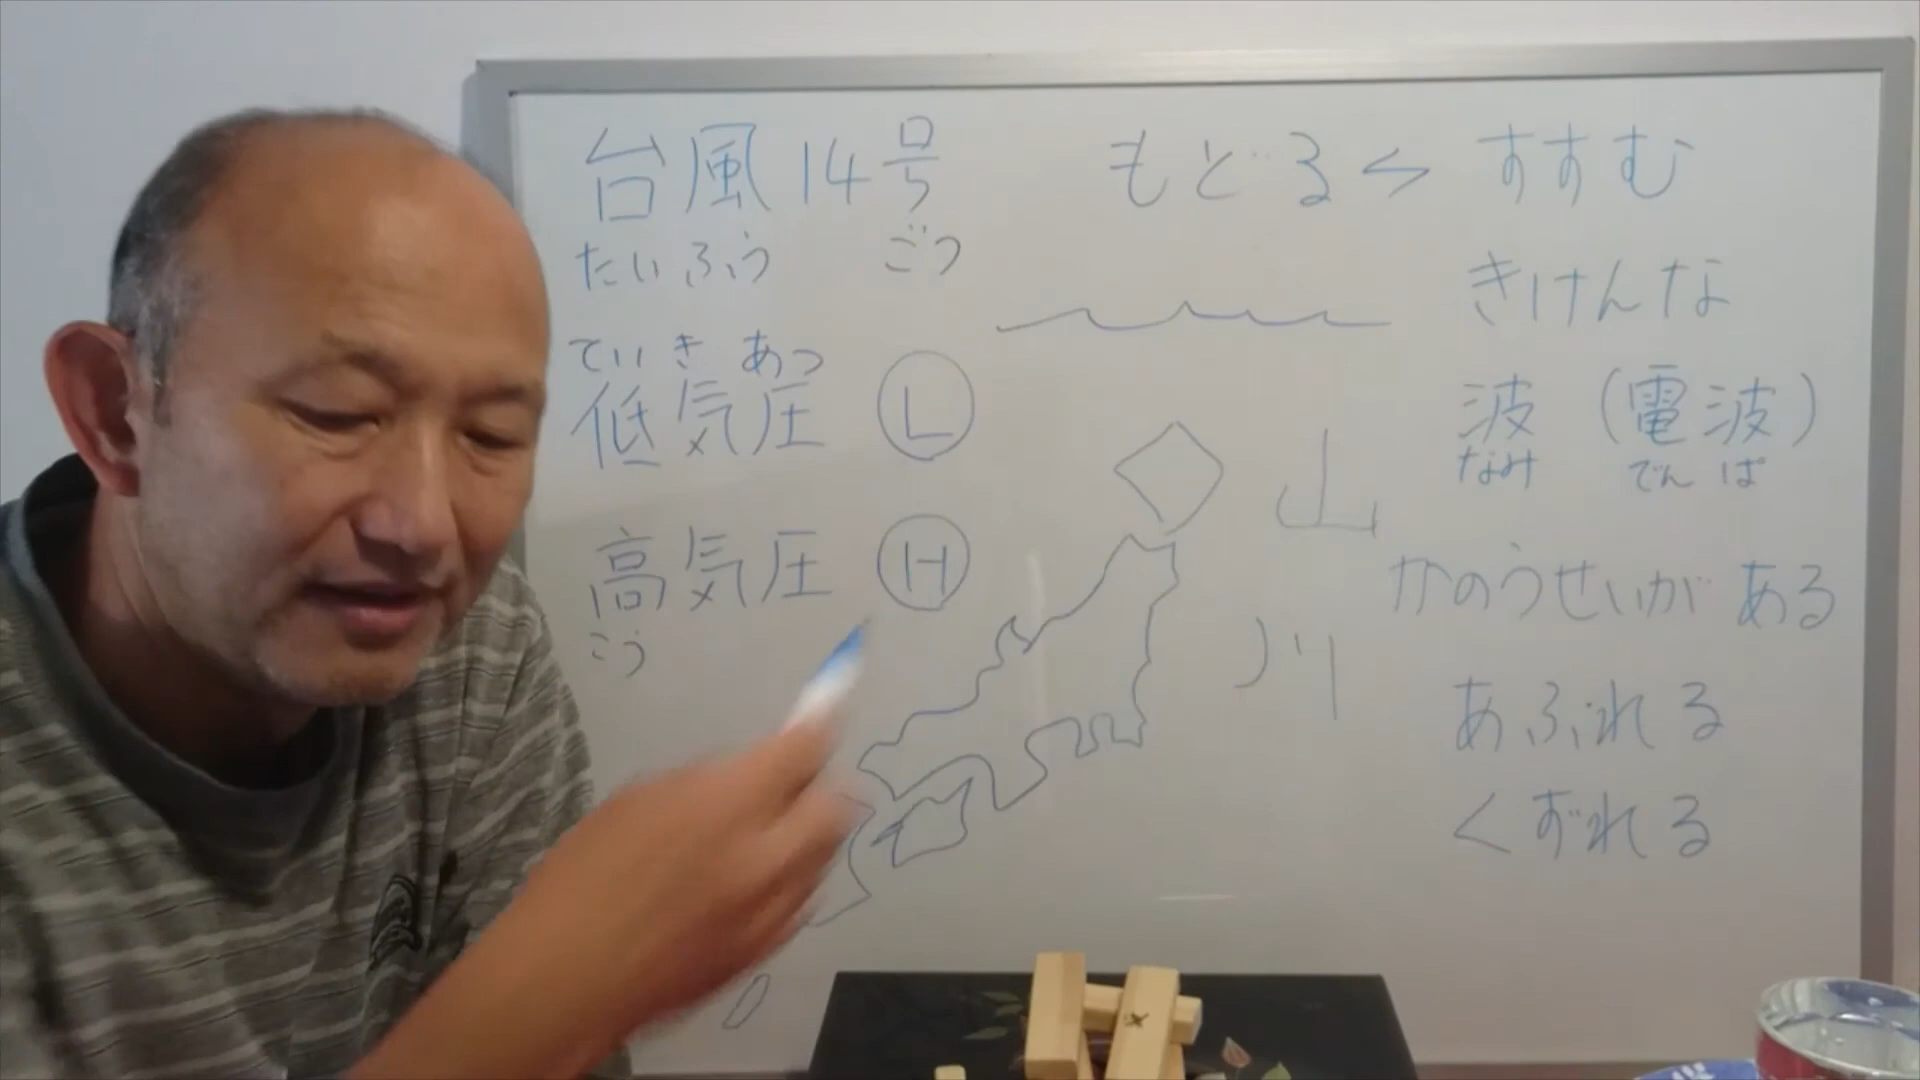 台風14号
たいふう ごう
ていきあつ
低気圧 L
高気圧 H
こう
もどる ↔ すすむ
きけんな
波 (電波)
なみ でんぱ
山
かのうせいが ある
川
あふれる
くずれる